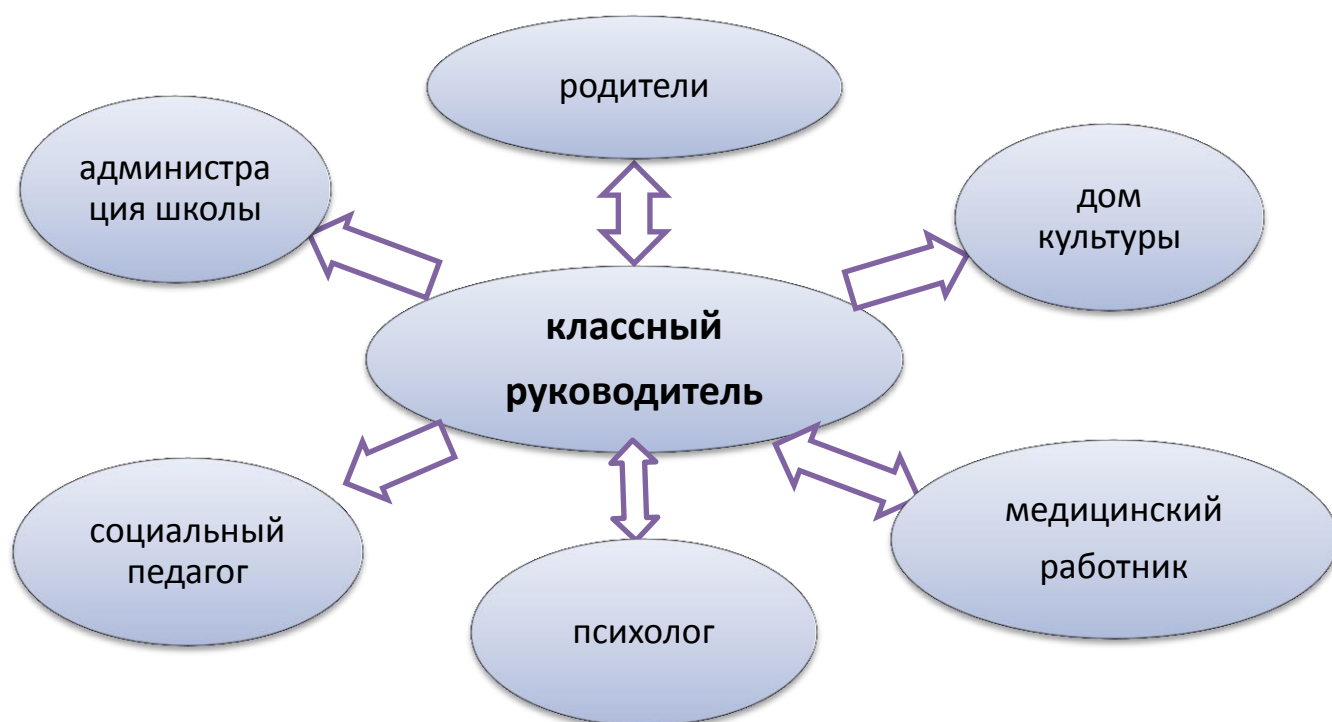 родители
администра
ция школы
дом
культуры
классный
руководитель
социальный
педагог
психолог
медицинский
работник